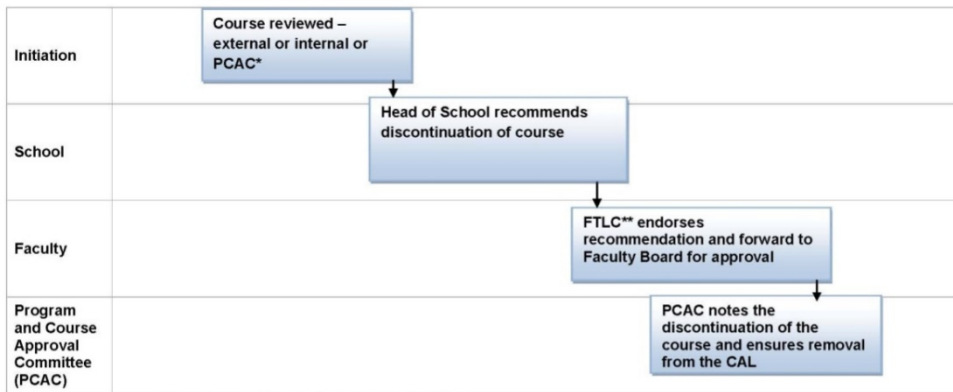 Initiation
Course reviewed –
external or internal or
PCAC*
School
Head of School recommends
discontinuation of course
Faculty
FTLC** endorses
recommendation and forward to
Faculty Board for approval
Program
and Course
Approval
Committee
(PCAC)
PCAC notes the
discontinuation of the
course and ensures removal
from the CAL